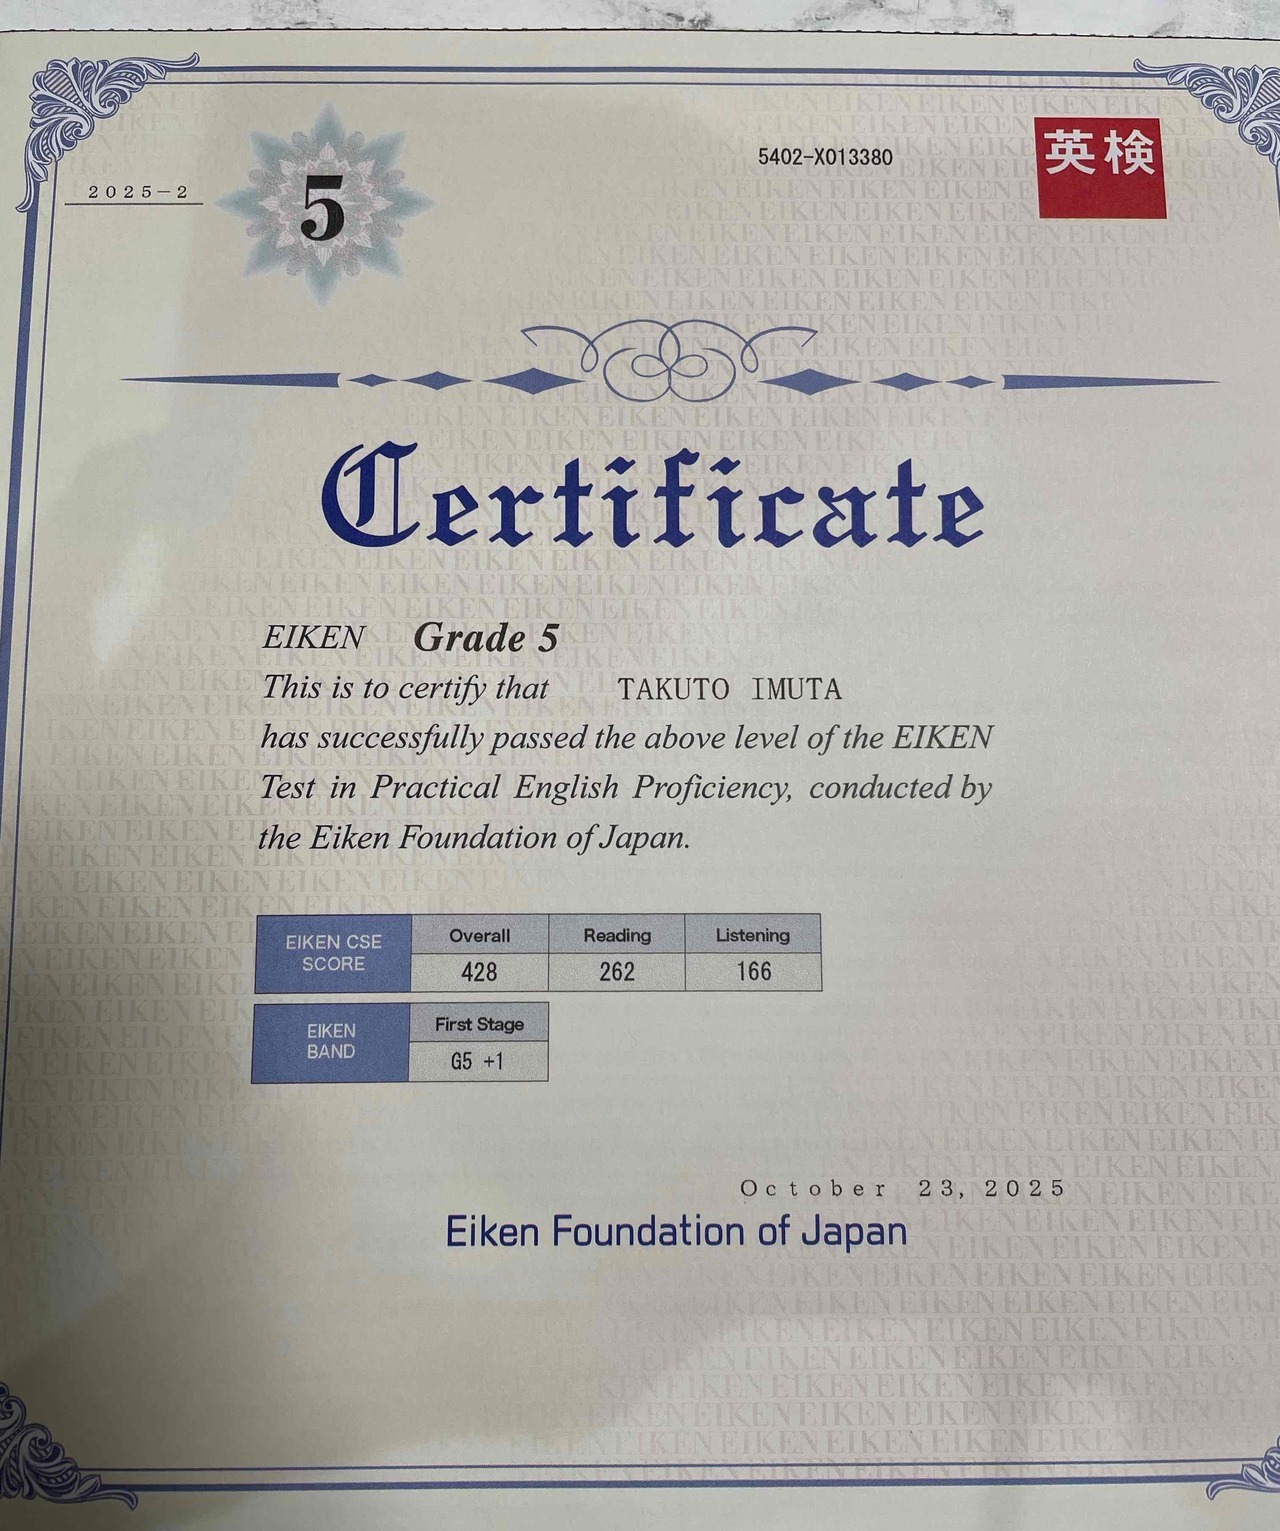 2025-2
5
5402-X013380
英検
Certificate
EIKEN Grade 5
This is to certify that TAKUTO IMUTA
has successfully passed the above level of the EIKEN
Test in Practical English Proficiency, conducted by
the Eiken Foundation of Japan.
EIKEN CSE SCORE
Overall Reading Listening
428 262 166
EIKEN BAND
First Stage
G5 +1
October 23, 2025
Eiken Foundation of Japan